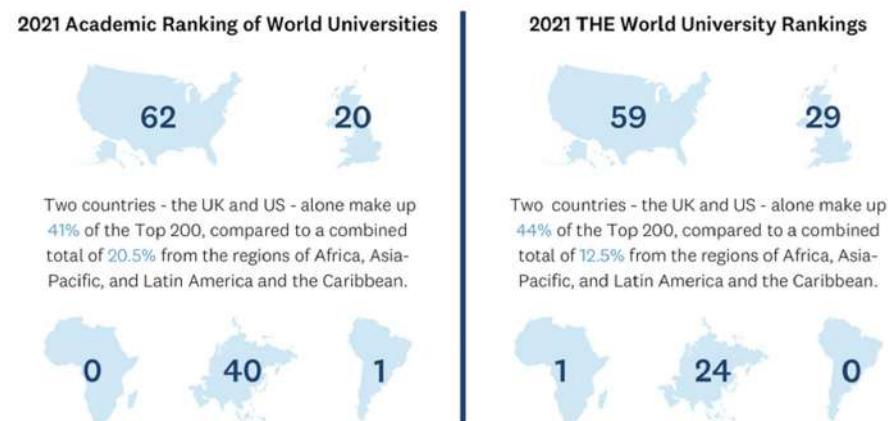 2021 Academic Ranking of World Universities
62
20
Two countries - the UK and US - alone make up
41% of the Top 200, compared to a combined
total of 20.5% from the regions of Africa, Asia-
Pacific, and Latin America and the Caribbean.
0
40
1
2021 THE World University Rankings
59
29
Two countries - the UK and US - alone make up
44% of the Top 200, compared to a combined
total of 12.5% from the regions of Africa, Asia-
Pacific, and Latin America and the Caribbean.
1
24
0